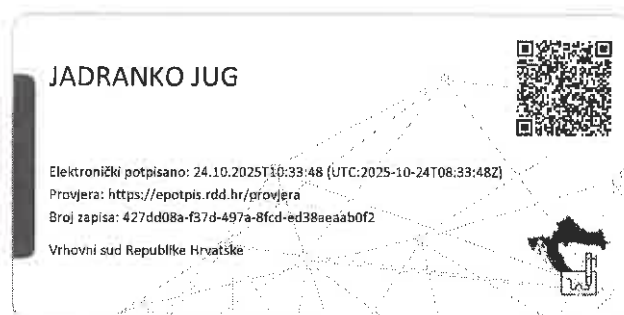 JADRANKO JUG
Elektronički potpisano: 24.10.2025T10:33:48 (UTC:2025-10-24T08:33:48Z)
Provjera: https://epotpis.rdd.hr/provjera
Broj zapisa: 427dd08a-f37d-497a-8fcd-ed38aeaab0f2
Vrhovni sud Republike Hrvatske